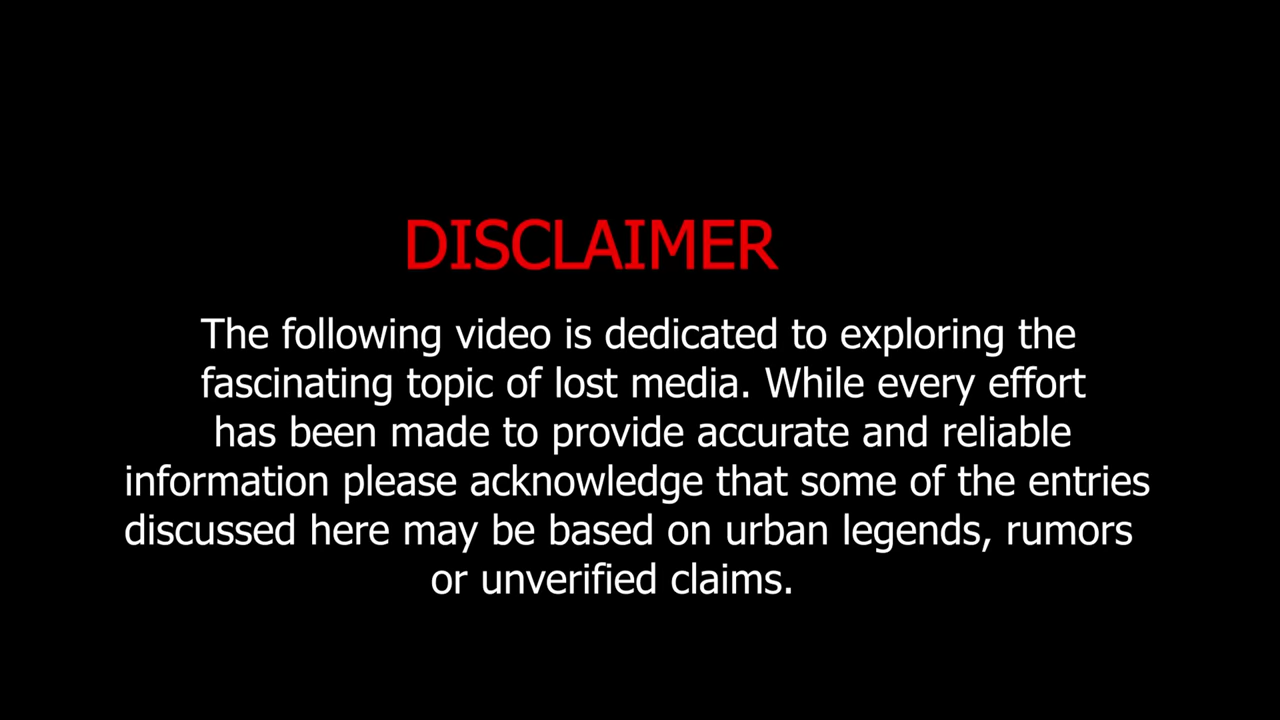 DISCLAIMER
The following video is dedicated to exploring the
fascinating topic of lost media. While every effort
has been made to provide accurate and reliable
information please acknowledge that some of the entries
discussed here may be based on urban legends, rumors
or unverified claims.